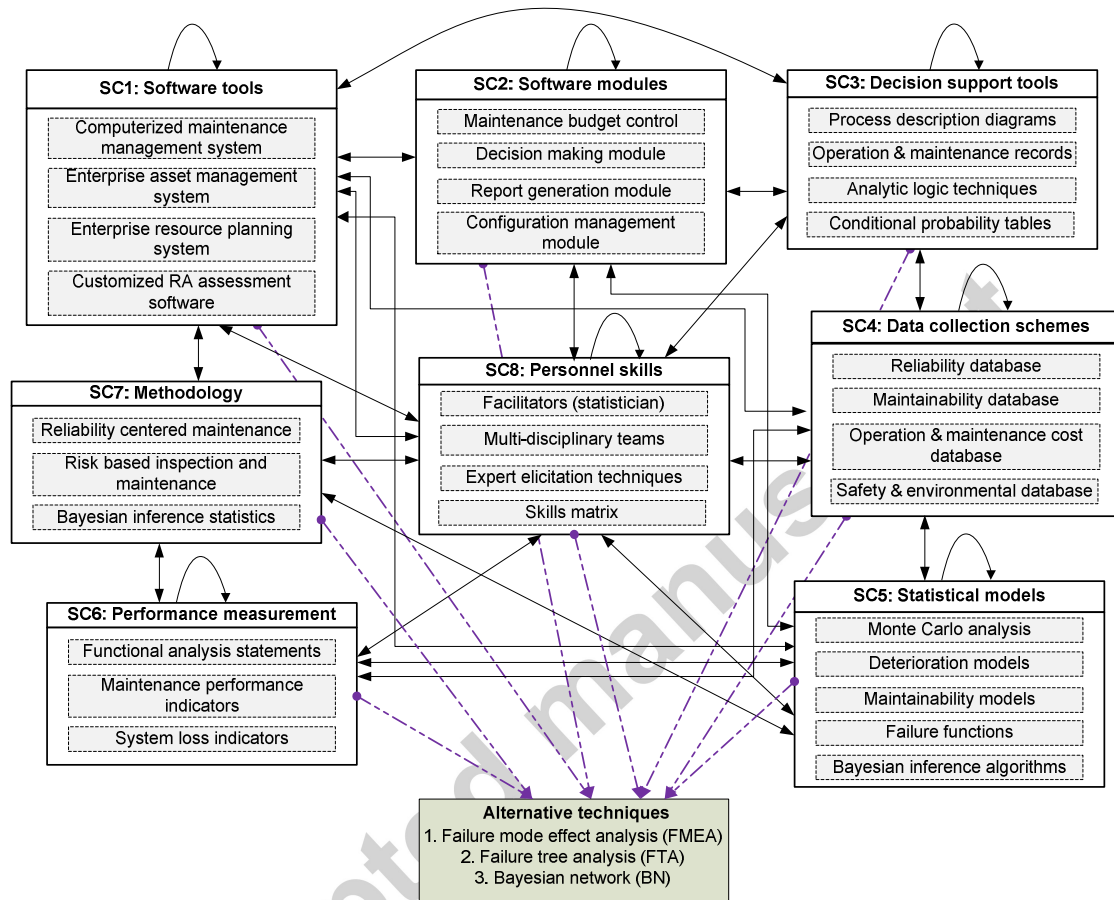 SC1: Software tools
Computerized maintenance
management system
Enterprise asset management
system
Enterprise resource planning
system
Customized RA assessment
software
SC2: Software modules
Maintenance budget control
Decision making module
Report generation module
Configuration management
module
SC3: Decision support tools
Process description diagrams
Operation & maintenance records
Analytic logic techniques
Conditional probability tables
SC4: Data collection schemes
Reliability database
Maintainability database
Operation & maintenance cost
database
Safety & environmental database
SC8: Personnel skills
Facilitators (statistician)
Multi-disciplinary teams
Expert elicitation techniques
Skills matrix
SC7: Methodology
Reliability centered maintenance
Risk based inspection and
maintenance
Bayesian inference statistics
SC6: Performance measurement
Functional analysis statements
Maintenance performance
indicators
System loss indicators
SC5: Statistical models
Monte Carlo analysis
Deterioration models
Maintainability models
Failure functions
Bayesian inference algorithms
Alternative techniques
1. Failure mode effect analysis (FMEA)
2. Failure tree analysis (FTA)
3. Bayesian network (BN)